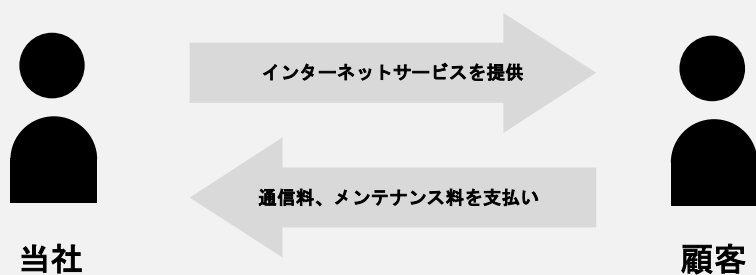 インターネットサービスを提供
通信料、メンテナンス料を支払い
当社
顧客